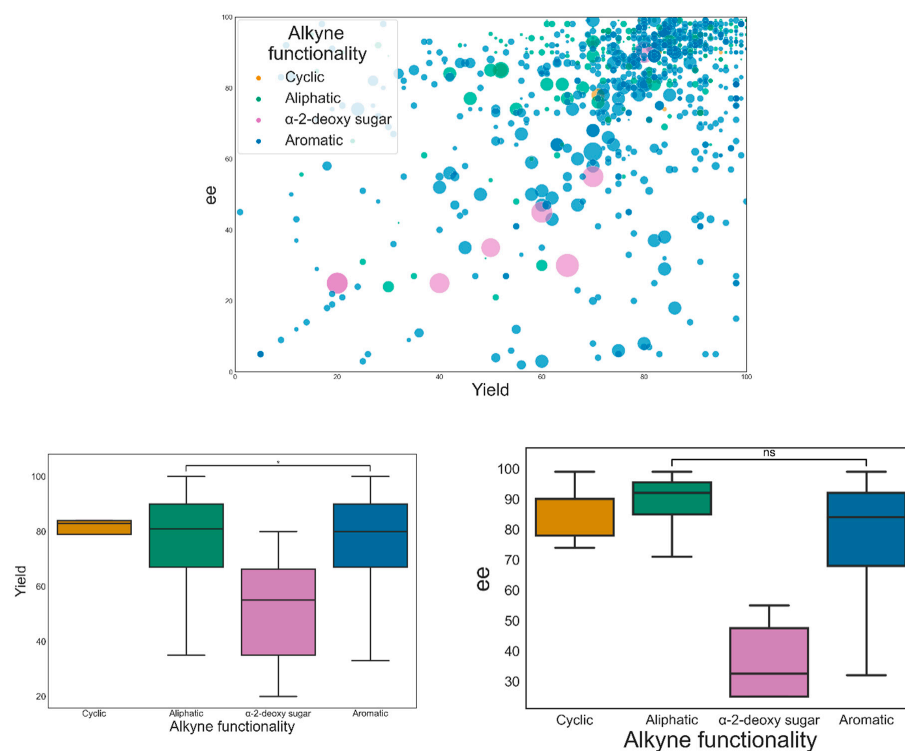 100
80
60
40
20
0
ee
Alkyne
functionality
Cyclic
Aliphatic
α-2-deoxy sugar
Aromatic
0 20 40 60 80 100
Yield
*
100
80
60
40
20
Yield
Cyclic Aliphatic α-2-deoxy sugar Aromatic
Alkyne functionality
ns
100
90
80
70
60
50
40
30
ee
Cyclic Aliphatic α-2-deoxy sugar Aromatic
Alkyne functionality